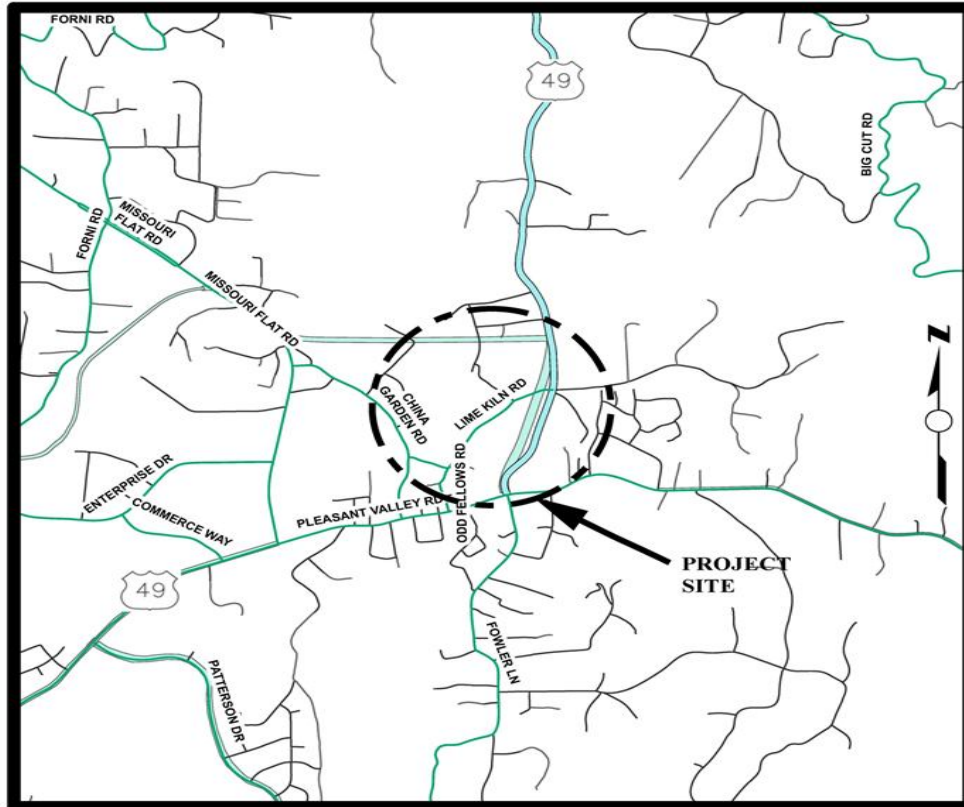 FORNI RD
49
BIG CUT RD
MISSOURI
FLAT RD
FORNI RD
MISSOURI FLAT RD
Z
CHINA
GARDEN RD
LIME KILN RD
ENTERPRISE DR
COMMERCE WAY
PLEASANT VALLEY RD
ODD FELLOWS RD
PROJECT
SITE
49
FOWLER LN
PATTERSON DR